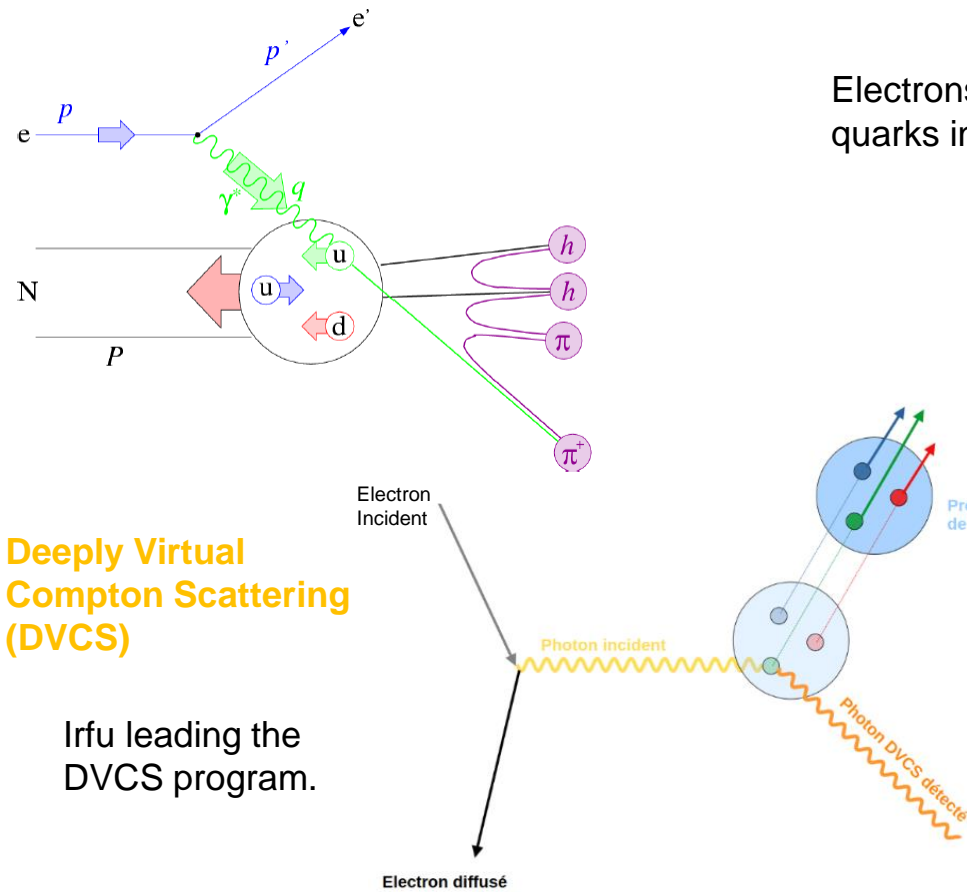 e'
p'
p
e
Electrons
quarks
q
γ*
u
h
N
u
h
d
π
P
π+
Electron
Incident
Deeply Virtual
Compton Scattering
(DVCS)
Photon incident
Irfu leading the
DVCS program.
Photon DVCS détecté
Electron diffusé